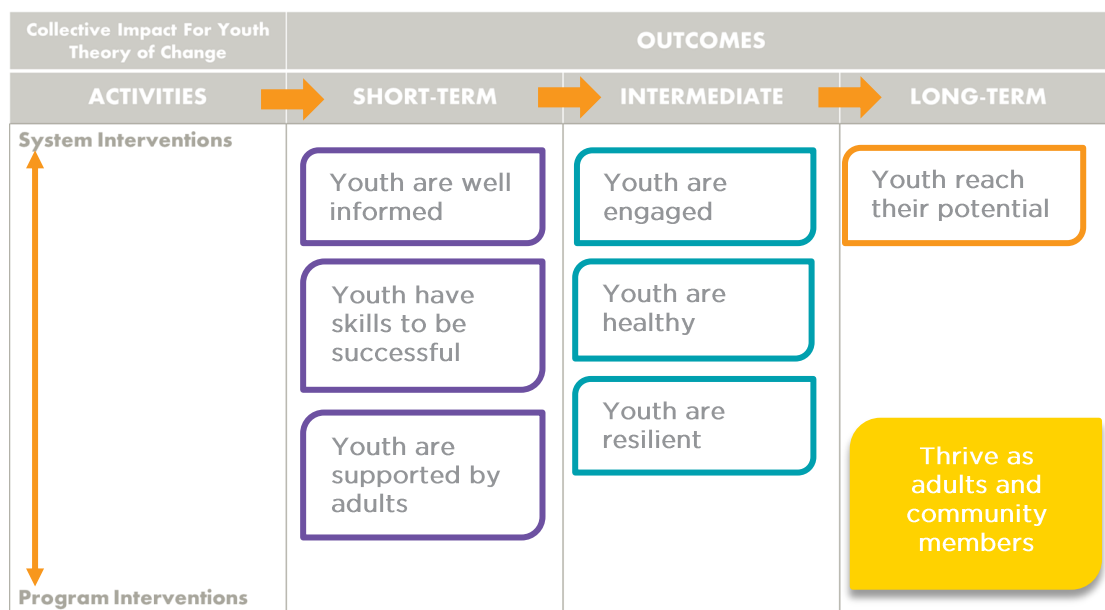 Collective Impact For Youth
Theory of Change
OUTCOMES
ACTIVITIES
SHORT-TERM
INTERMEDIATE
LONG-TERM
System Interventions
Youth are well
informed
Youth have
skills to be
successful
Youth are
supported by
adults
Youth are
engaged
Youth are
healthy
Youth are
resilient
Youth reach
their potential
Thrive as
adults and
community
members
Program Interventions